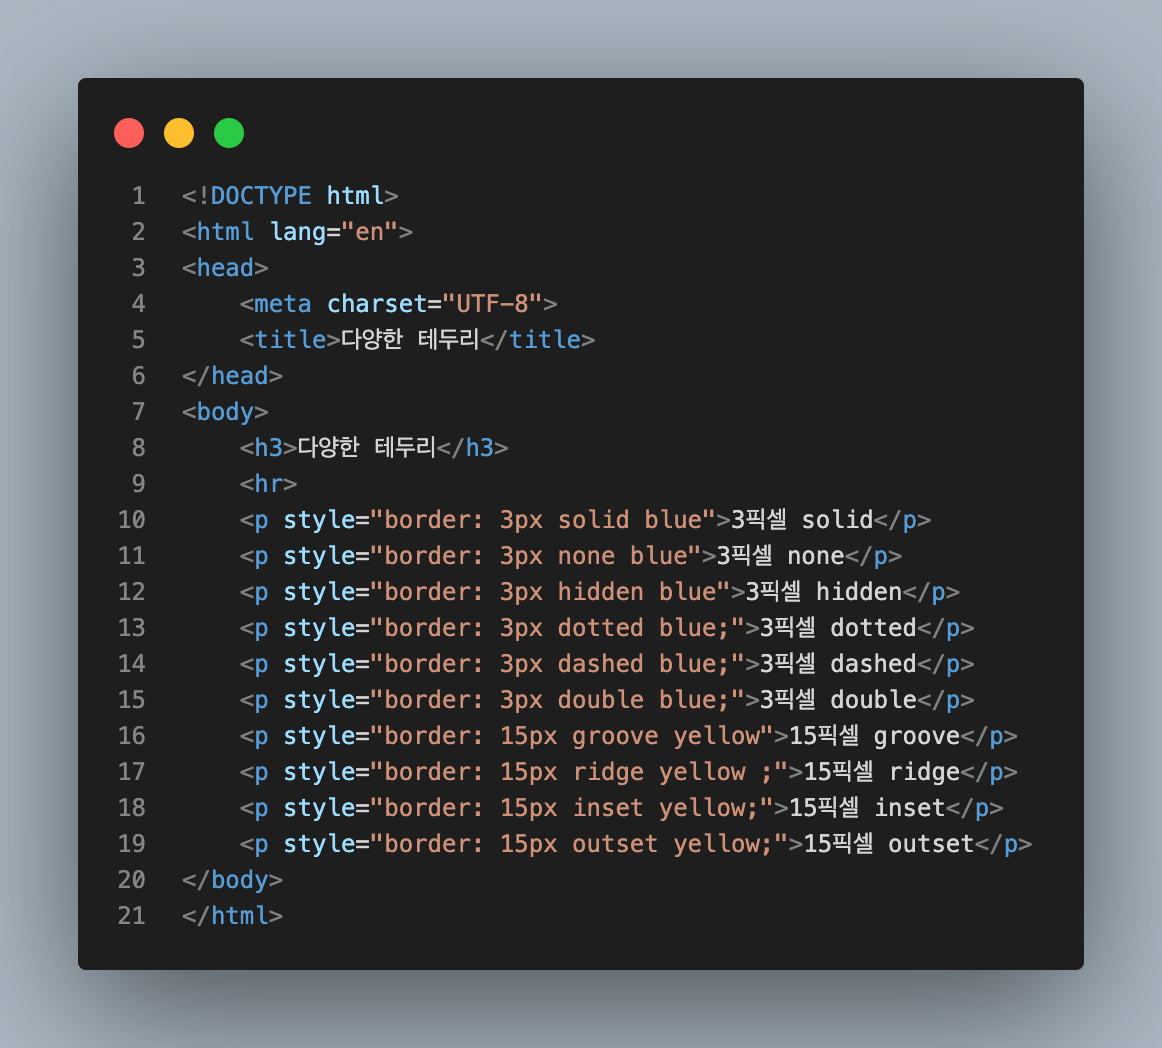 1 <!DOCTYPE html>
2 <html lang="en">
3 <head>
4     <meta charset="UTF-8">
5     <title>다양한 테두리</title>
6 </head>
7 <body>
8     <h3>다양한 테두리</h3>
9     <hr>
10     <p style="border: 3px solid blue">3픽셀 solid</p>
11     <p style="border: 3px none blue">3픽셀 none</p>
12     <p style="border: 3px hidden blue">3픽셀 hidden</p>
13     <p style="border: 3px dotted blue;">3픽셀 dotted</p>
14     <p style="border: 3px dashed blue;">3픽셀 dashed</p>
15     <p style="border: 3px double blue;">3픽셀 double</p>
16     <p style="border: 15px groove yellow">15픽셀 groove</p>
17     <p style="border: 15px ridge yellow ;">15픽셀 ridge</p>
18     <p style="border: 15px inset yellow;">15픽셀 inset</p>
19     <p style="border: 15px outset yellow;">15픽셀 outset</p>
20 </body>
21 </html>